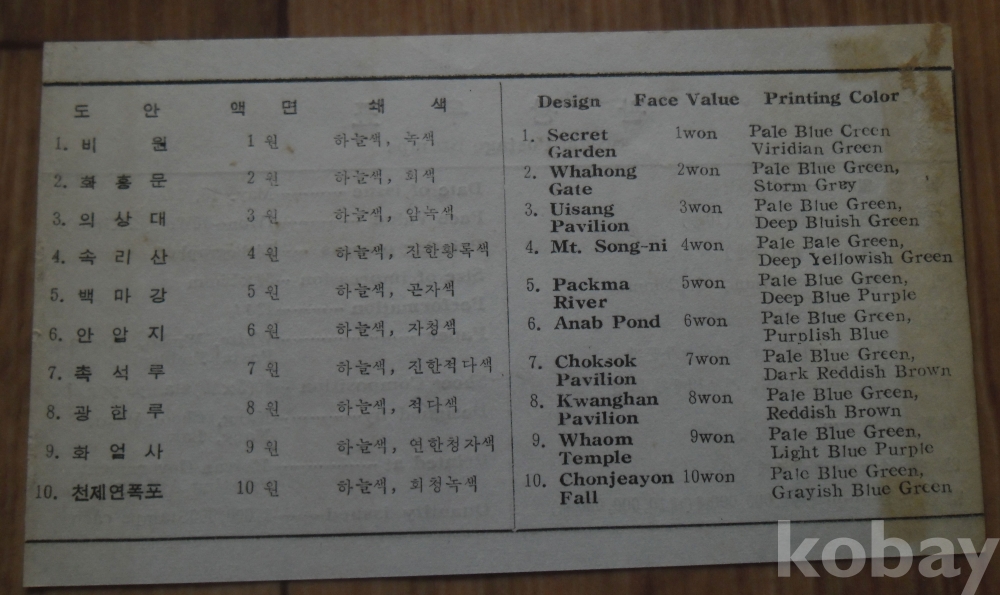 도 안 액 면 쇄 색
1. 비 원 1 원 하늘색, 녹색
2. 화 홍 문 2 원 하늘색, 회색
3. 의 상 대 3 원 하늘색, 암녹색
4. 속 리 산 4 원 하늘색, 진한황록색
5. 백 마 강 5 원 하늘색, 곤자색
6. 안 압 지 6 원 하늘색, 자청색
7. 촉 석 루 7 원 하늘색, 진한적다색
8. 광 한 루 8 원 하늘색, 적다색
9. 화 엄 사 9 원 하늘색, 연한청자색
10. 천제연폭포 10 원 하늘색, 회청녹색
Design Face Value Printing Color
1. Secret 1won Pale Blue Creen
Garden Viridian Green
2. Whahong 2won Pale Blue Green,
Gate Storm Grey
3. Uisang 3won Pale Blue Green,
Pavilion Deep Bluish Green
4. Mt. Song-ni 4won Pale Bale Green,
Deep Yellowish Green
5. Packma 5won Pale Blue Green,
River Deep Blue Purple
6. Anab Pond 6won Pale Blue Green,
Purplish Blue
7. Choksok 7won Pale Blue Green,
Pavilion Dark Reddish Brown
8. Kwanghan 8won Pale Blue Green,
Pavilion Reddish Brown
9. Whaom 9won Pale Blue Green,
Temple Light Blue Purple
10. Chonjeayon 10won Pale Blue Green,
Fall Grayish Blue Green
kobay